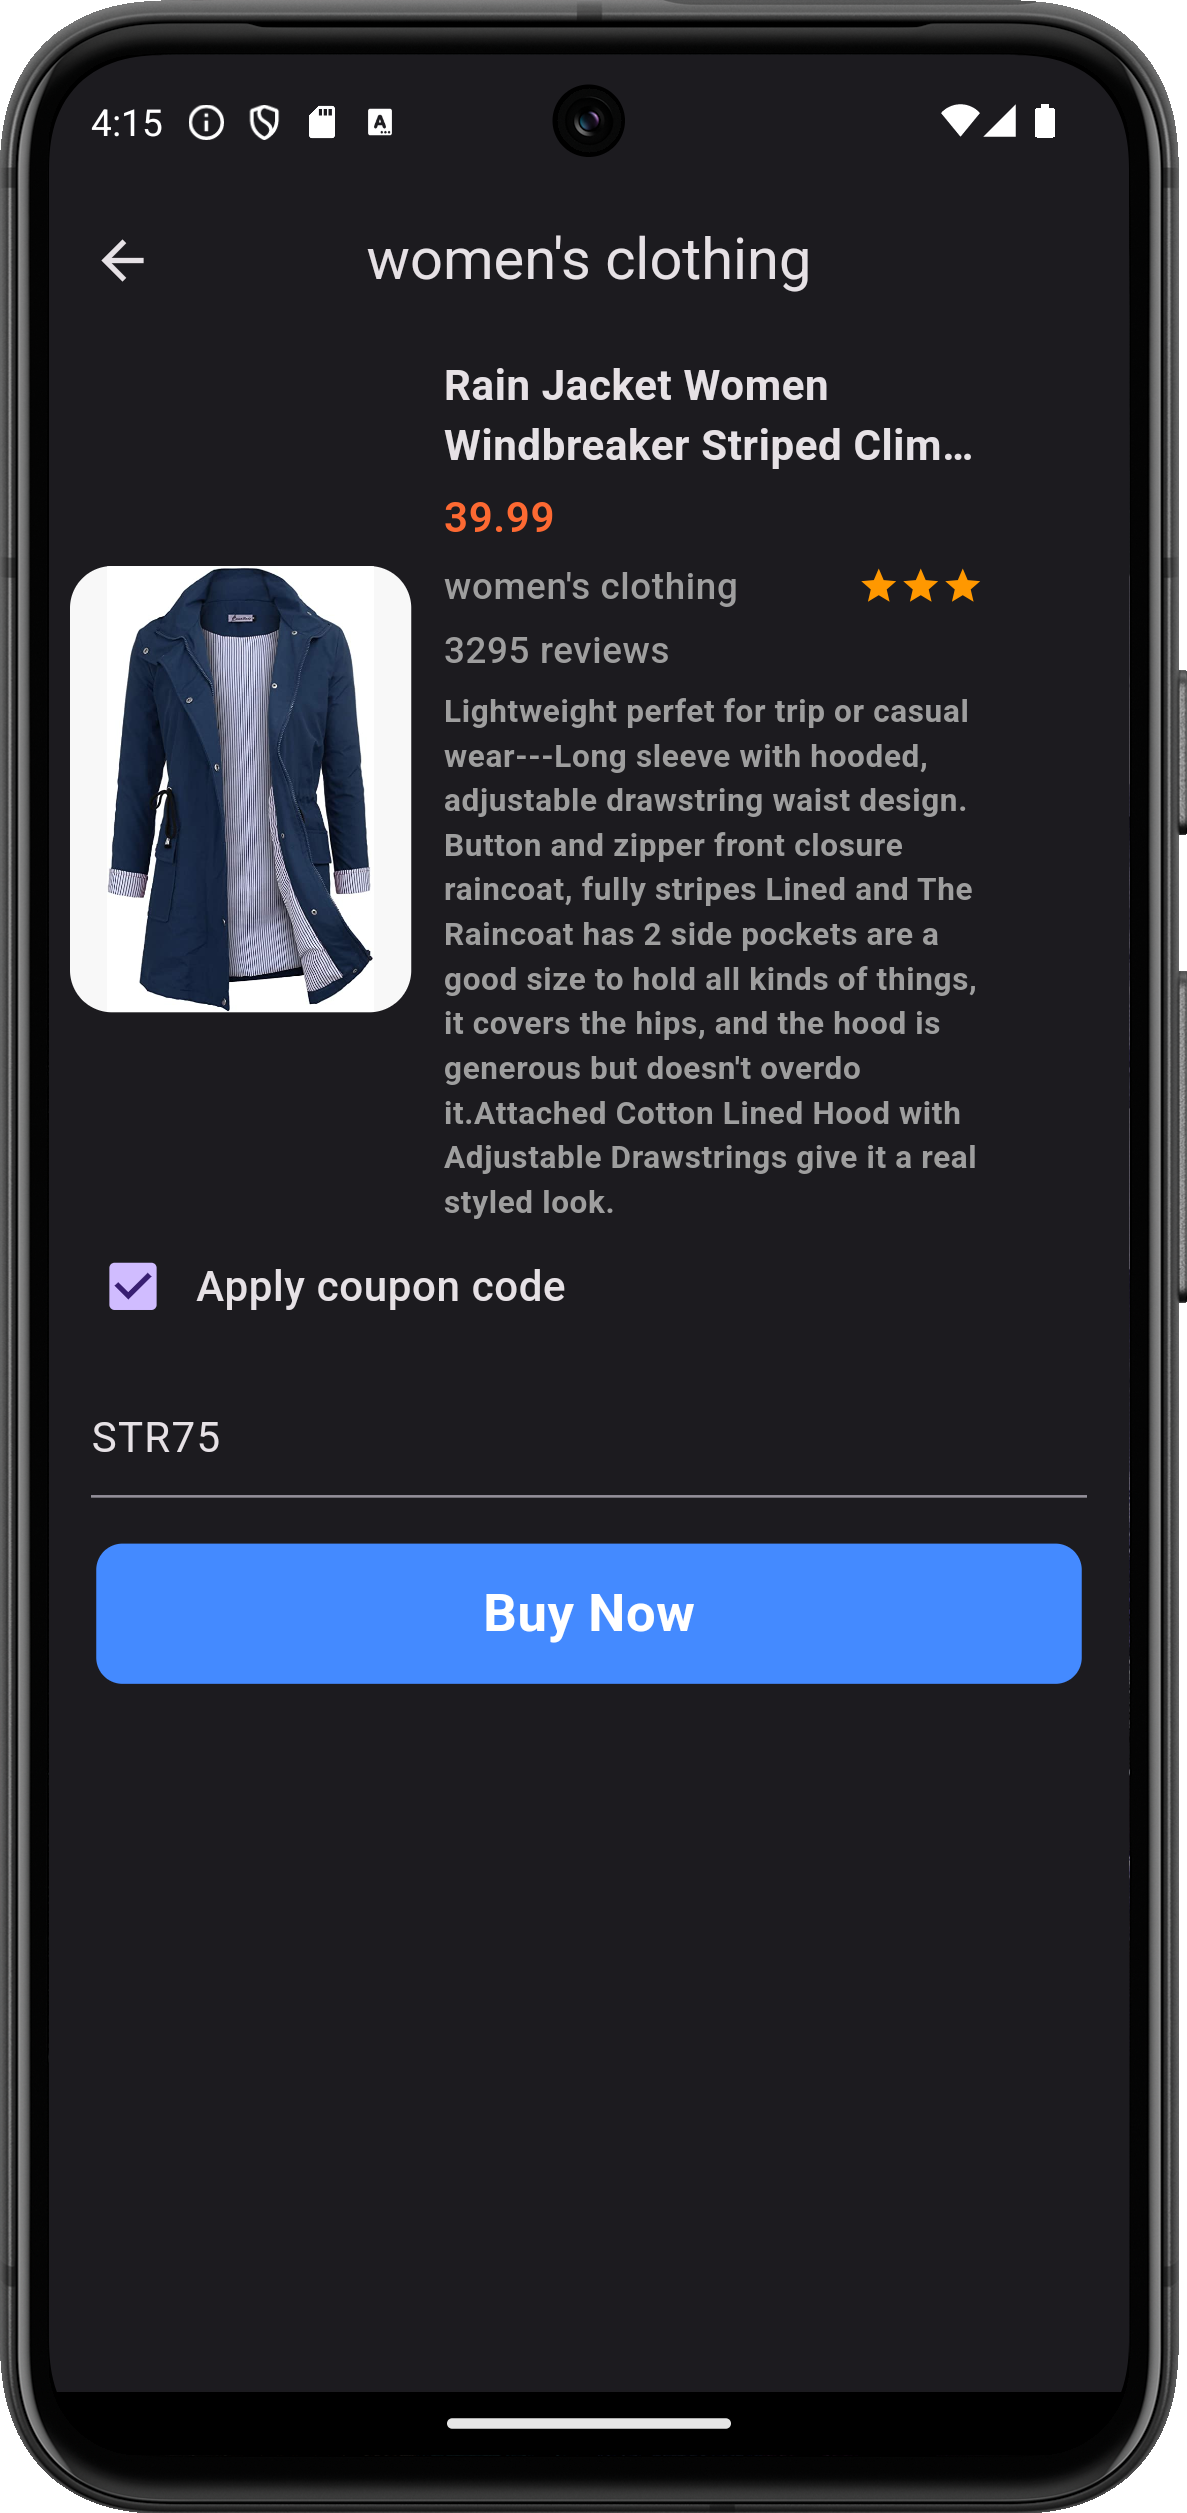 4:15
women's clothing
Rain Jacket Women
Windbreaker Striped Clim...
39.99
women's clothing
3295 reviews
Lightweight perfet for trip or casual
wear---Long sleeve with hooded,
adjustable drawstring waist design.
Button and zipper front closure
raincoat, fully stripes Lined and The
Raincoat has 2 side pockets are a
good size to hold all kinds of things,
it covers the hips, and the hood is
generous but doesn't overdo
it.Attached Cotton Lined Hood with
Adjustable Drawstrings give it a real
styled look.
Apply coupon code
STR75
Buy Now